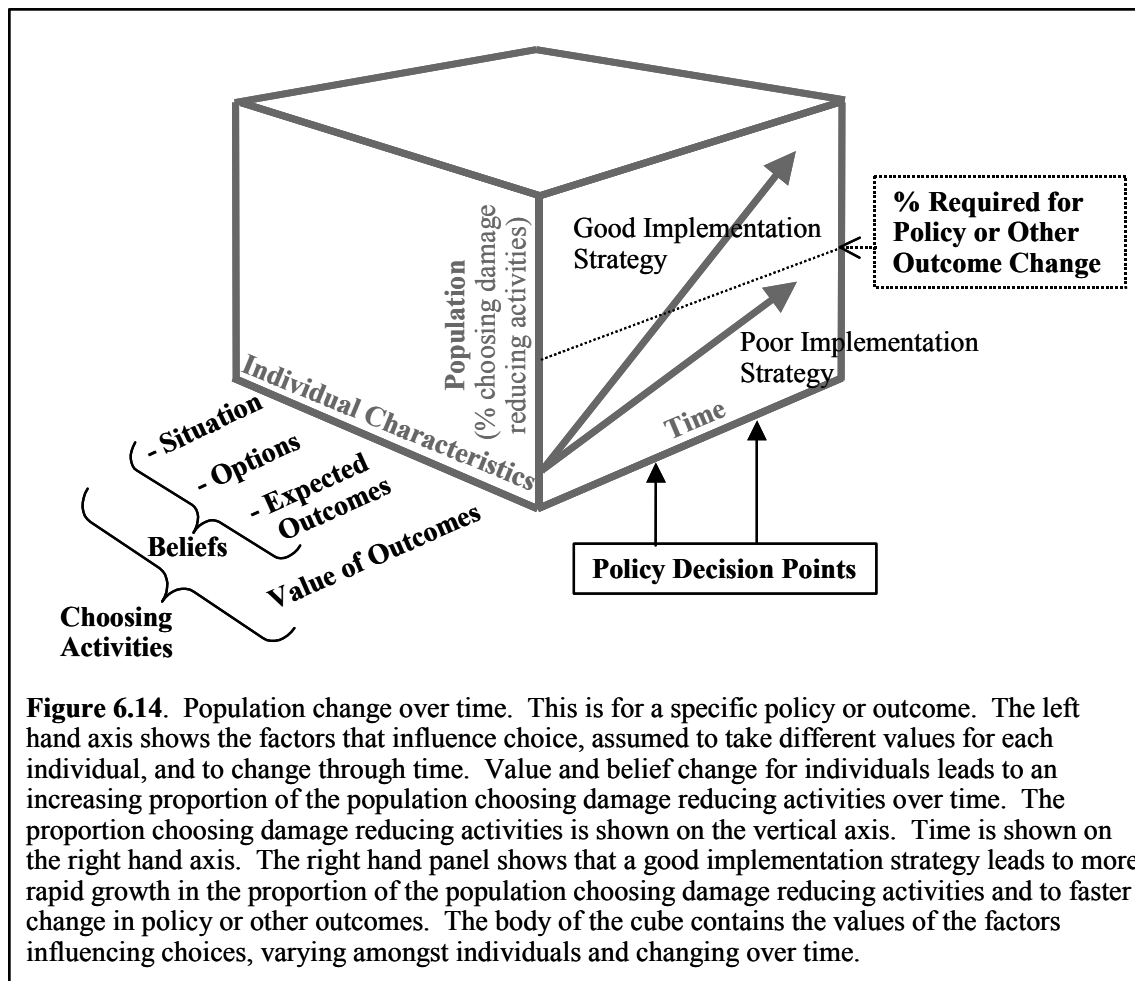 Population
(% choosing damage
reducing activities)
Good Implementation
Strategy
% Required for
Policy or Other
Outcome Change
Poor Implementation
Strategy
Individual Characteristics
Time
- Situation
- Options
- Expected
Outcomes
Beliefs
Value of Outcomes
Choosing
Activities
Policy Decision Points
Figure 6.14. Population change over time. This is for a specific policy or outcome. The left
hand axis shows the factors that influence choice, assumed to take different values for each
individual, and to change through time. Value and belief change for individuals leads to an
increasing proportion of the population choosing damage reducing activities over time. The
proportion choosing damage reducing activities is shown on the vertical axis. Time is shown on
the right hand axis. The right hand panel shows that a good implementation strategy leads to more
rapid growth in the proportion of the population choosing damage reducing activities and to faster
change in policy or other outcomes. The body of the cube contains the values of the factors
influencing choices, varying amongst individuals and changing over time.